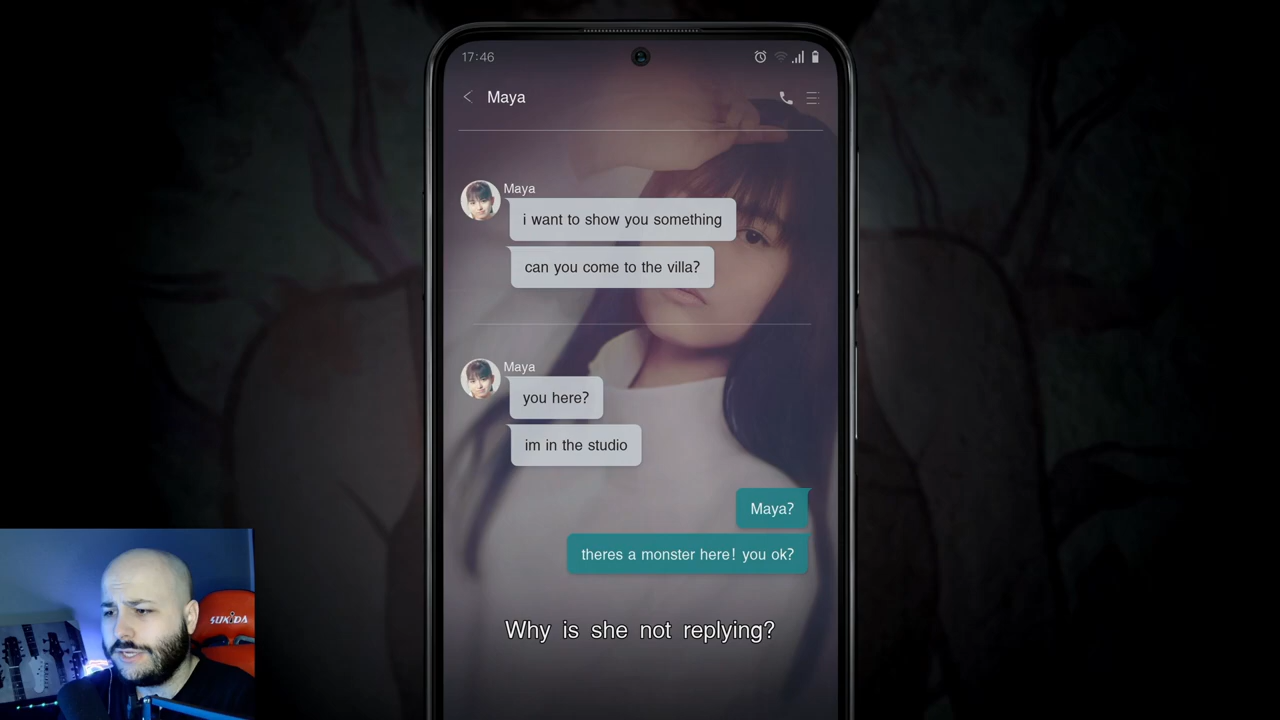 17:46
Maya
Maya
i want to show you something
can you come to the villa?
Maya
you here?
im in the studio
Maya?
theres a monster here! you ok?
Why is she not replying?
SUKIDA